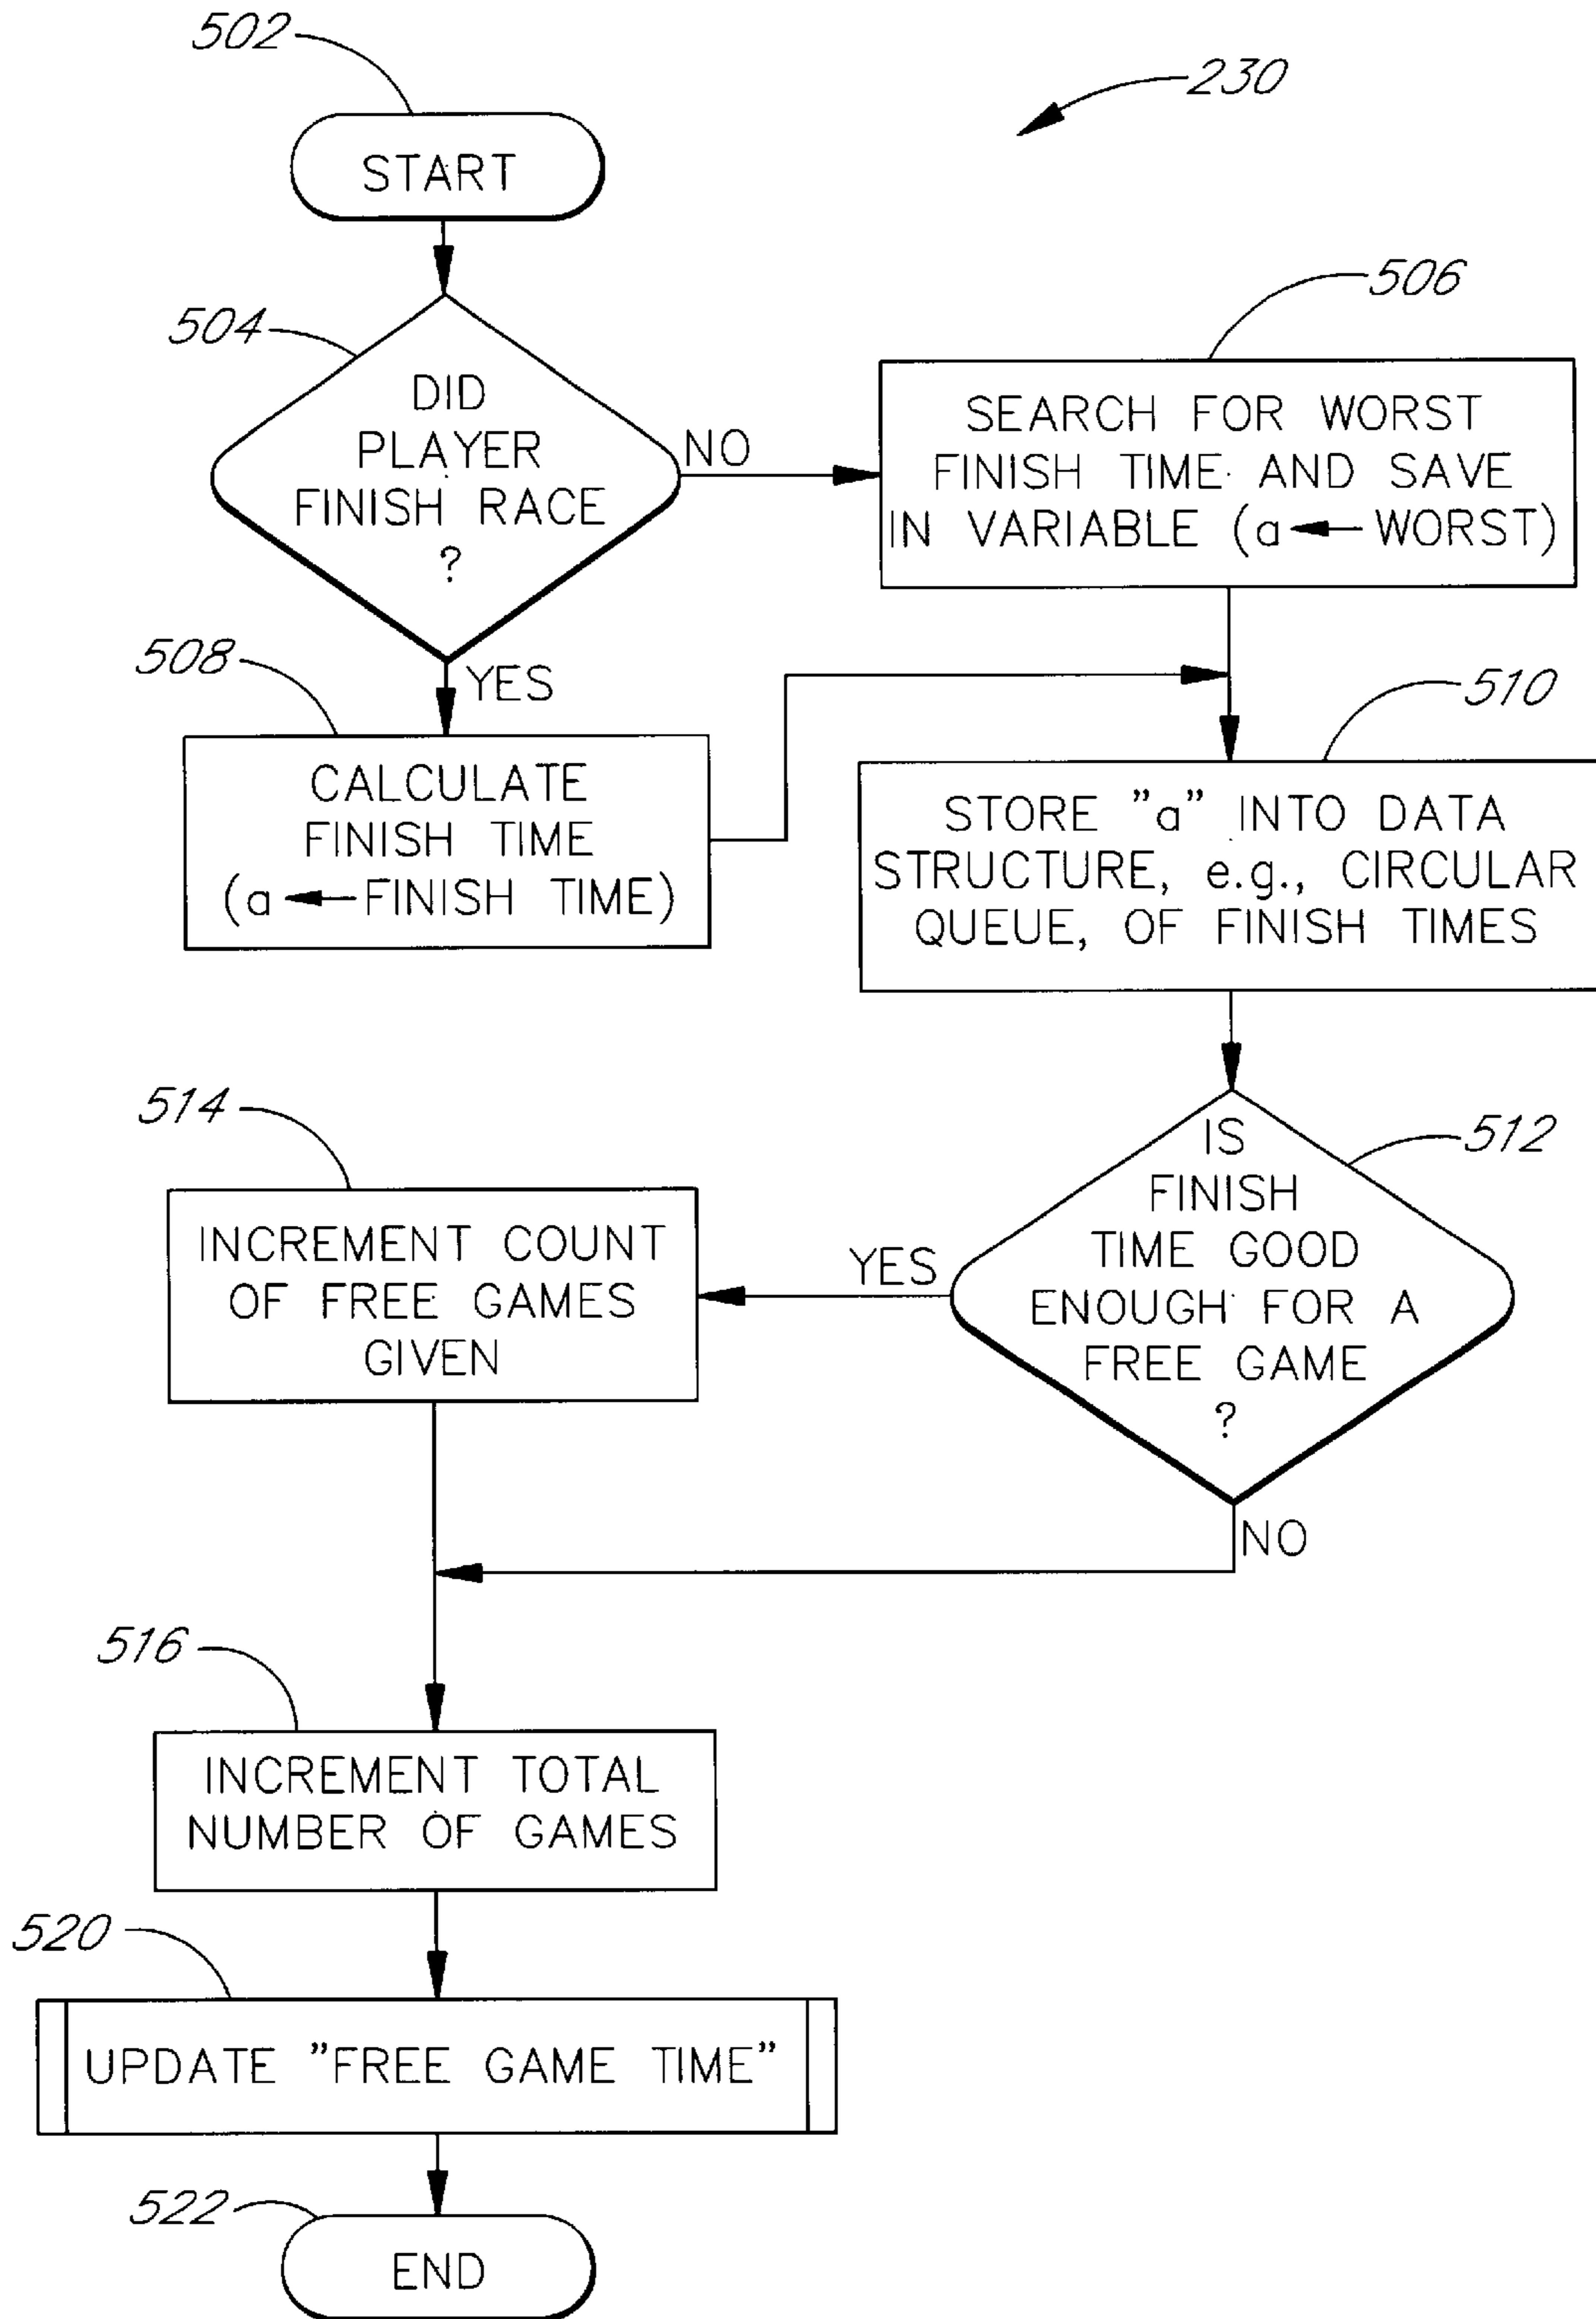 502
230
START
504
DID
PLAYER
FINISH RACE
?
NO
506
SEARCH FOR WORST
FINISH TIME AND SAVE
IN VARIABLE (a ← WORST)
YES
508
CALCULATE
FINISH TIME
(a ← FINISH TIME)
510
STORE "a" INTO DATA
STRUCTURE, e.g., CIRCULAR
QUEUE, OF FINISH TIMES
512
IS
FINISH
TIME GOOD
ENOUGH FOR A
FREE GAME
?
YES
514
INCREMENT COUNT
OF FREE GAMES
GIVEN
NO
516
INCREMENT TOTAL
NUMBER OF GAMES
520
UPDATE "FREE GAME TIME"
522
END